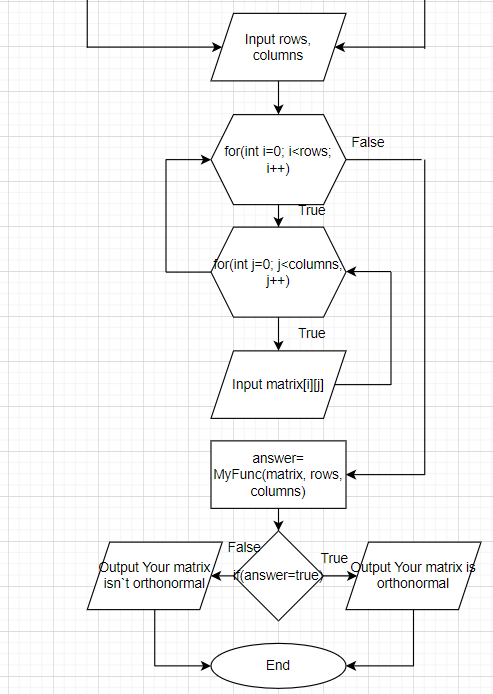 Input rows,
columns
for(int i=0; i<rows;
i++)
False
True
for(int j=0; j<columns,
j++)
True
Input matrix[i][j]
answer=
MyFunc(matrix, rows,
columns)
False
True
if(answer=true)
Output Your matrix
isn`t orthonormal
Output Your matrix is
orthonormal
End